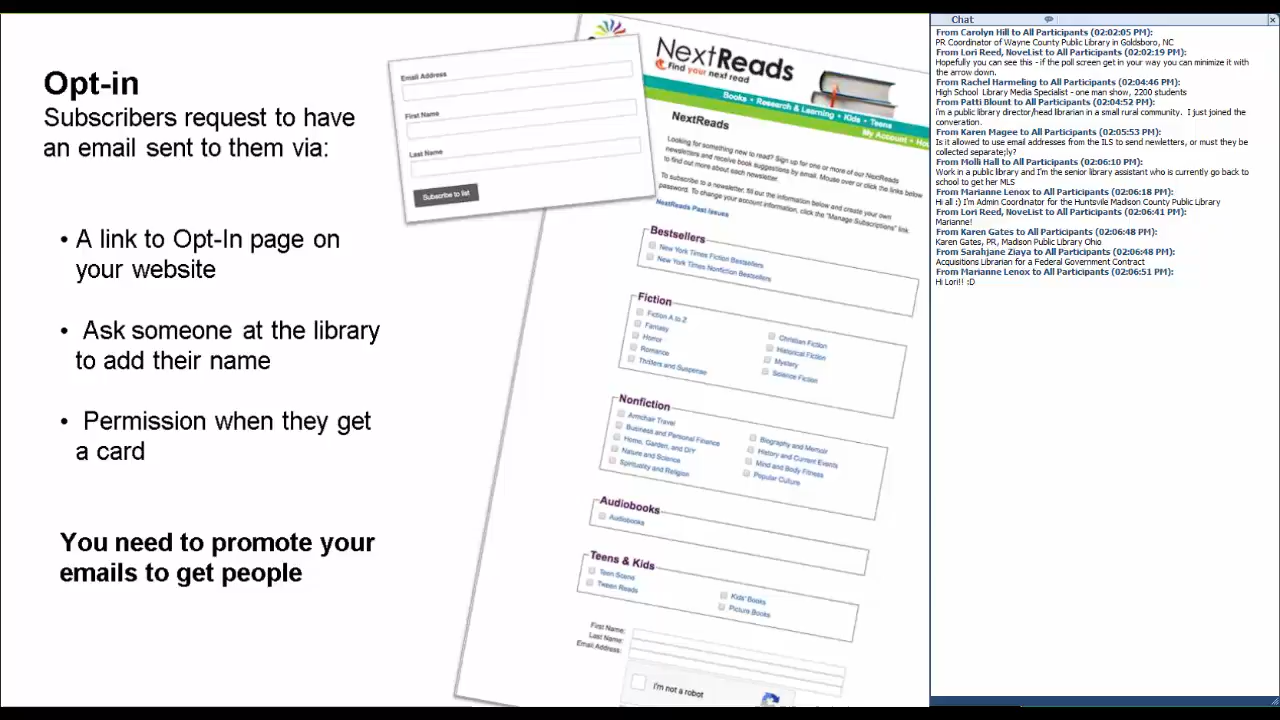 Opt-in
Subscribers request to have
an email sent to them via:
• A link to Opt-In page on
your website
• Ask someone at the library
to add their name
• Permission when they get
a card
You need to promote your
emails to get people
Email Address
First Name
Last Name
Subscribe to list
NextReads
Find your next read
Books • Research & Learning • Kids • Teens
My Account • Hou
NextReads
Looking for something new to read? Sign up for one or more of our NextReads
newsletters and receive book suggestions by email. Mouse over or click the links below
to find out more about each newsletter.
To subscribe to a newsletter, fill out the information below and create your own
password. To change your account information, click the "Manage Subscriptions" link.
NextReads Past Issues
Bestsellers
New York Times Fiction Bestsellers
New York Times Nonfiction Bestsellers
Fiction
Fiction A to Z
Fantasy
Horror
Romance
Thrillers and Suspense
Christian Fiction
Historical Fiction
Mystery
Science Fiction
Nonfiction
Armchair Travel
Business and Personal Finance
Home, Garden, and DIY
Nature and Science
Spirituality and Religion
Biography and Memoir
History and Current Events
Mind and Body Fitness
Popular Culture
Audiobooks
Audiobooks
Teens & Kids
Teen Scene
Tween Reads
Kids' Books
Picture Books
First Name:
Last Name:
Email Address:
I'm not a robot
Chat
From Carolyn Hill to All Participants (02:02:05 PM):
PR Coordinator of Wayne County Public Library in Goldsboro, NC
From Lori Reed, NoveList to All Participants (02:02:19 PM):
Hopefully you can see this - if the poll screen get in your way you can minimize it with
the arrow down.
From Rachel Harmeling to All Participants (02:04:46 PM):
High School Library Media Specialist - one man show, 2200 students
From Patti Blount to All Participants (02:04:52 PM):
i'm a public library director/head librarian in a small rural community. I just joined the
converation.
From Karen Magee to All Participants (02:05:53 PM):
Is it allowed to use email addresses from the ILS to send newletters, or must they be
collected separate;ly?
From Molli Hall to All Participants (02:06:10 PM):
Work in a public library and I'm the senior library assistant who is currently go back to
school to get her MLS
From Marianne Lenox to All Participants (02:06:18 PM):
Hi all :) I'm Admin Coordinator for the Huntsvile Madison County Public Library
From Lori Reed, NoveList to All Participants (02:06:41 PM):
Marianne!
From Karen Gates to All Participants (02:06:48 PM):
Karen Gates, PR, Madison Public Library Ohio
From Sarahjane Ziaya to All Participants (02:06:48 PM):
Acquisitions Librarian for a Federal Government Contract
From Marianne Lenox to All Participants (02:06:51 PM):
Hi Lori!! :D